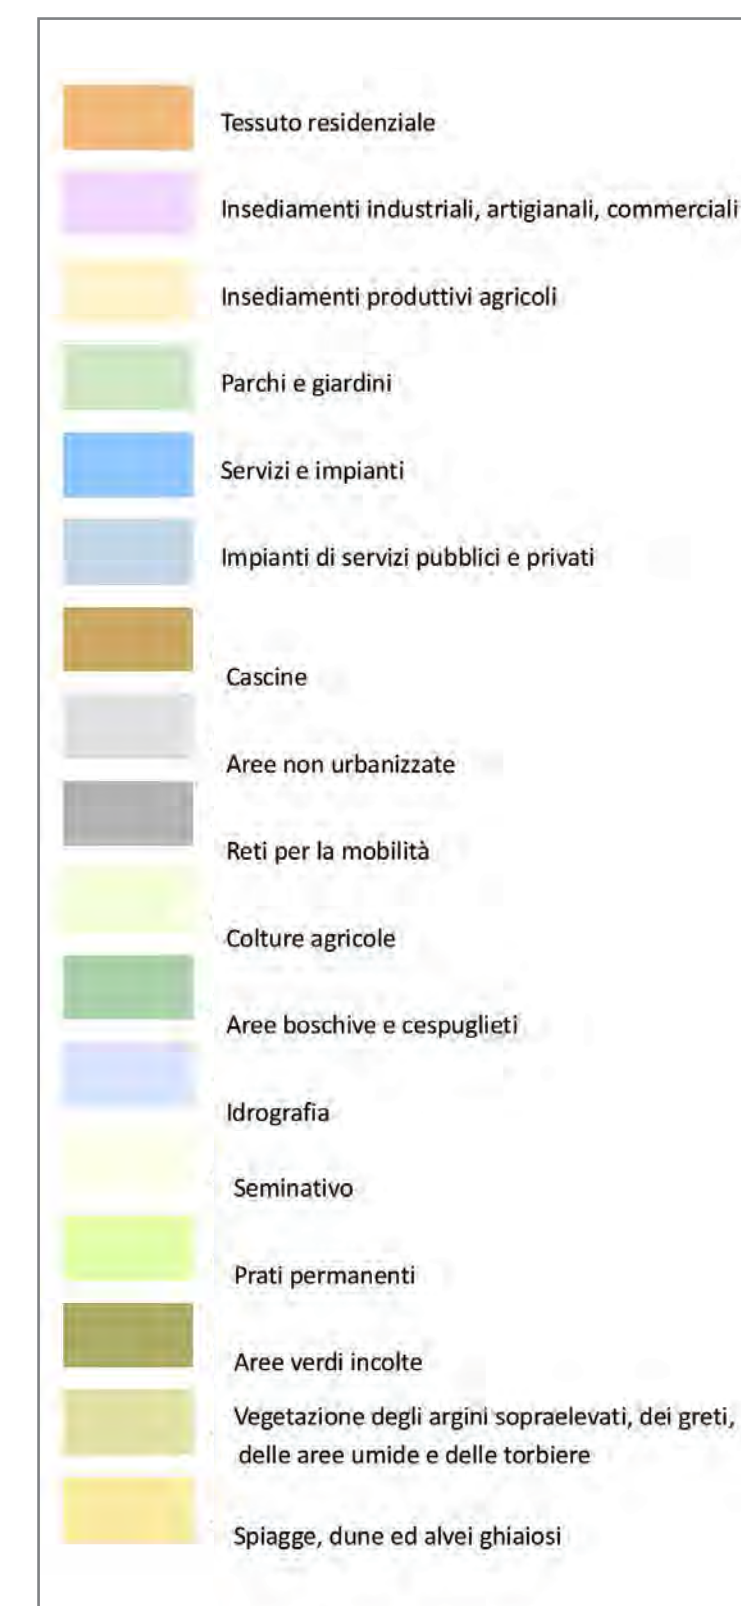 Tessuto residenziale
Insediamenti industriali, artigianali, commerciali
Insediamenti produttivi agricoli
Parchi e giardini
Servizi e impianti
Impianti di servizi pubblici e privati
Cascine
Aree non urbanizzate
Reti per la mobilità
Colture agricole
Aree boschive e cespuglieti
Idrografia
Seminativo
Prati permanenti
Aree verdi incolte
Vegetazione degli argini sopraelevati, dei greti,
delle aree umide e delle torbiere
Spiagge, dune ed alvei ghiaiosi